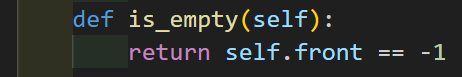 def is_empty(self):
    return self.front == -1